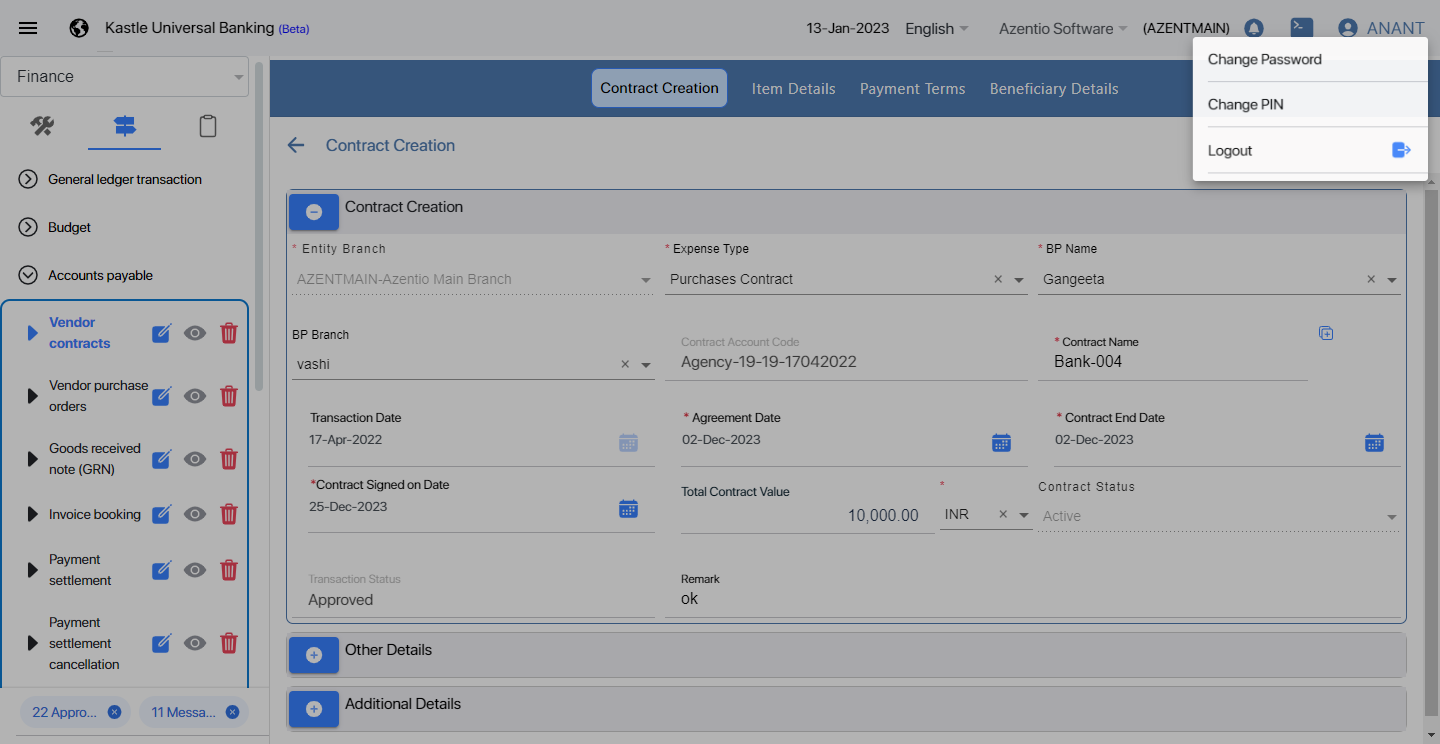 Kastle Universal Banking (Beta)
13-Jan-2023 English Azentio Software (AZENTMAIN) ANANT
Change Password
Change PIN
Logout
Finance
Contract Creation Item Details Payment Terms Beneficiary Details
Contract Creation
General ledger transaction
Budget
Accounts payable
Vendor
contracts
Vendor purchase
orders
Goods received
note (GRN)
Invoice booking
Payment
settlement
Payment
settlement
cancellation
22 Appro... 11 Messa...
Contract Creation
* Entity Branch * Expense Type * BP Name
AZENTMAIN-Azentio Main Branch Purchases Contract Gangeeta
BP Branch Contract Account Code * Contract Name
vashi Agency-19-19-17042022 Bank-004
Transaction Date * Agreement Date * Contract End Date
17-Apr-2022 02-Dec-2023 02-Dec-2023
*Contract Signed on Date Total Contract Value * Contract Status
25-Dec-2023 10,000.00 INR Active
Transaction Status Remark
Approved ok
Other Details
Additional Details